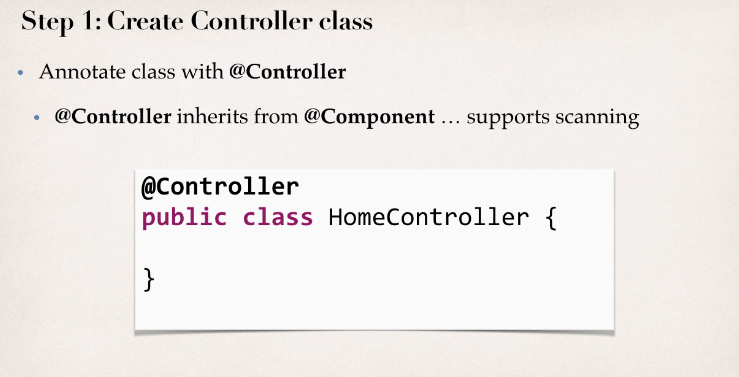 Step 1: Create Controller class
• Annotate class with @Controller
• @Controller inherits from @Component … supports scanning
@Controller
public class HomeController {
}